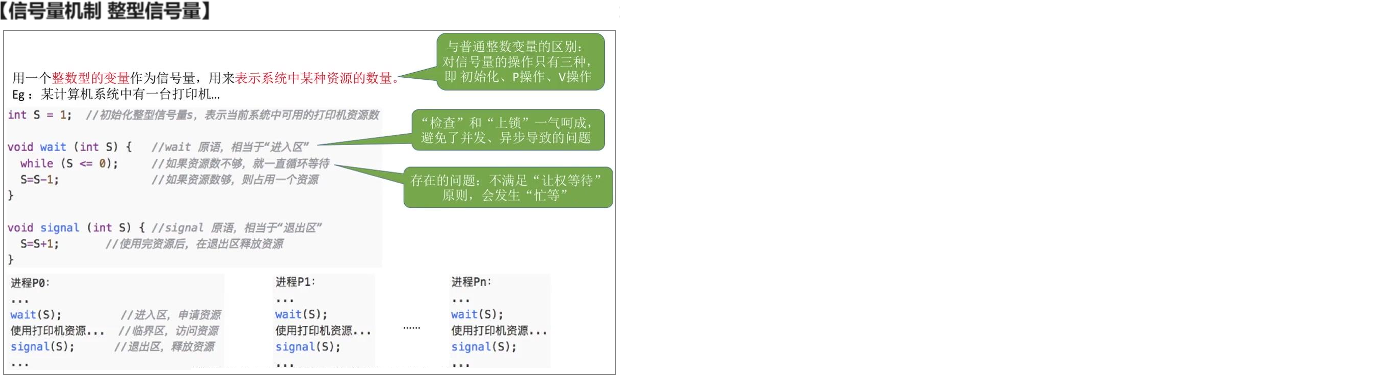 【信号量机制 整型信号量】
与普通整数变量的区别：
对信号量的操作只有三种，
即 初始化、P操作、V操作
用一个整数型的变量作为信号量，用来表示系统中某种资源的数量。
Eg：某计算机系统中有一台打印机…
int S = 1; //初始化整型信号量s，表示当前系统中可用的打印机资源数
“检查”和“上锁”一气呵成，
避免了并发、异步导致的问题
void wait (int S) { //wait 原语，相当于“进入区”
while (S <= 0); //如果资源数不够，就一直循环等待
S=S-1; //如果资源数够，则占用一个资源
}
存在的问题：不满足“让权等待”
原则，会发生“忙等”
void signal (int S) { //signal 原语，相当于“退出区”
S=S+1; //使用完资源后，在退出区释放资源
}
进程P0：
...
wait(S); //进入区，申请资源
使用打印机资源... //临界区，访问资源
signal(S); //退出区，释放资源
...
进程P1：
...
wait(S);
使用打印机资源...
signal(S);
...
……
进程Pn：
...
wait(S);
使用打印机资源...
signal(S);
...